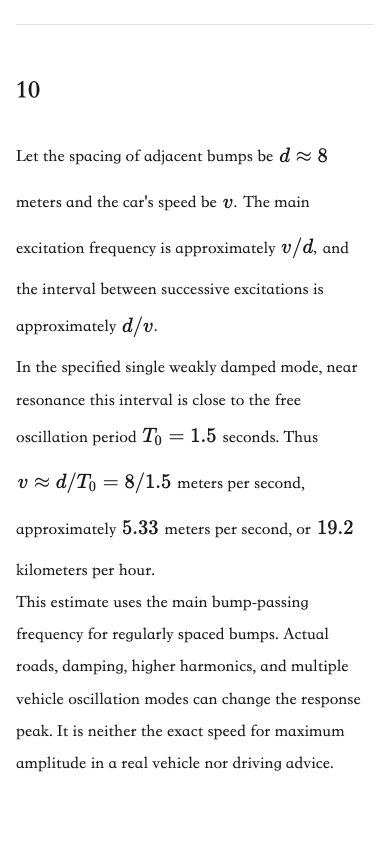 10
Let the spacing of adjacent bumps be d ≈ 8
meters and the car's speed be v. The main
excitation frequency is approximately v/d, and
the interval between successive excitations is
approximately d/v.
In the specified single weakly damped mode, near
resonance this interval is close to the free
oscillation period T₀ = 1.5 seconds. Thus
v ≈ d/T₀ = 8/1.5 meters per second,
approximately 5.33 meters per second, or 19.2
kilometers per hour.
This estimate uses the main bump-passing
frequency for regularly spaced bumps. Actual
roads, damping, higher harmonics, and multiple
vehicle oscillation modes can change the response
peak. It is neither the exact speed for maximum
amplitude in a real vehicle nor driving advice.